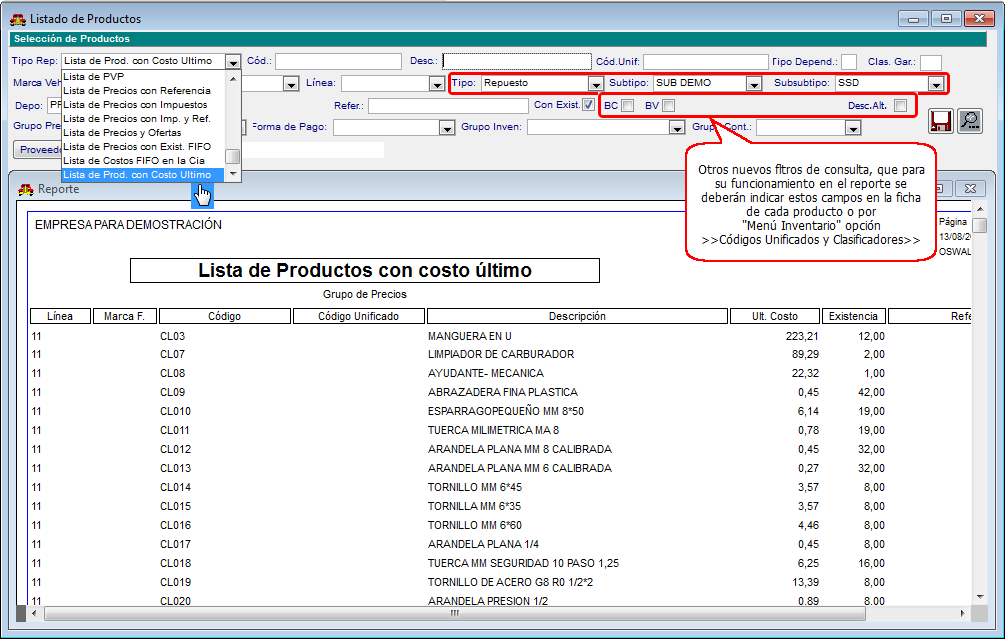 Listado de Productos
Selección de Productos
Tipo Rep: Lista de Prod. con Costo Ultimo Cód.: Desc.: Cód.Unif: Tipo Depend.: Clas. Gar.:
Marca Veh Línea: Tipo: Repuesto Subtipo: SUB DEMO Subsubtipo: SSD
Depo: Refer.: Con Exist. BC BV Desc.Alt.
Grupo Pre Forma de Pago: Grupo Inven: Grup Cont.:
Proveedo
Lista de PVP
Lista de Precios con Referencia
Lista de Precios con Impuestos
Lista de Precios con Imp. y Ref.
Lista de Precios y Ofertas
Lista de Precios con Exist. FIFO
Lista de Costos FIFO en la Cia
Lista de Prod. con Costo Ultimo
Otros nuevos fitros de consulta, que para
su funcionamiento en el reporte se
deberán indicar estos campos en la ficha
de cada producto o por
"Menú Inventario" opción
>>Códigos Unificados y Clasificadores>>
Reporte
EMPRESA PARA DEMOSTRACIÓN
Página
13/08/20
OSWAL
Lista de Productos con costo último
Grupo de Precios
Línea Marca F. Código Código Unificado Descripción Ult. Costo Existencia Refe
11 CL03 MANGUERA EN U 223,21 12,00
11 CL07 LIMPIADOR DE CARBURADOR 89,29 2,00
11 CL08 AYUDANTE- MECANICA 22,32 1,00
11 CL09 ABRAZADERA FINA PLASTICA 0,45 42,00
11 CL010 ESPARRAGOPEQUEÑO MM 8*50 6,14 19,00
11 CL011 TUERCA MILIMETRICA MA 8 0,78 19,00
11 CL012 ARANDELA PLANA MM 8 CALIBRADA 0,45 32,00
11 CL013 ARANDELA PLANA MM 6 CALIBRADA 0,27 32,00
11 CL014 TORNILLO MM 6*45 3,57 8,00
11 CL015 TORNILLA MM 6*35 3,57 8,00
11 CL016 TORNILLO MM 6*60 4,46 8,00
11 CL017 ARANDELA PLANA 1/4 0,45 8,00
11 CL018 TUERCA MM SEGURIDAD 10 PASO 1,25 6,25 16,00
11 CL019 TORNILLO DE ACERO G8 R0 1/2*2 13,39 8,00
11 CL020 ARANDELA PRESION 1/2 0.89 8.00